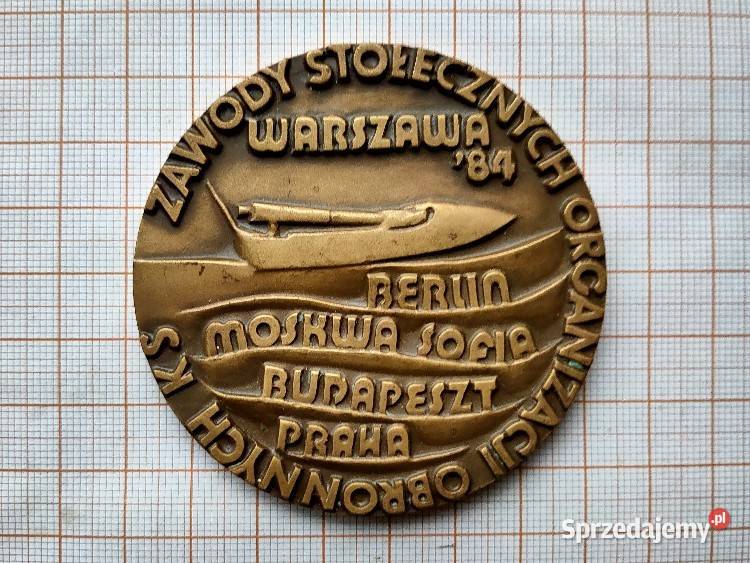 ZAWODY STOŁECZNYCH ORGANIZACJI OBRONNYCH KS
WARSZAWA
'84
BERLIN
MOSKWA SOFIA
BUDAPESZT
PRAHA
Sprzedajemy.pl